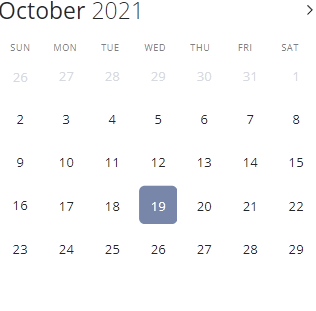 October 2021
SUN MON TUE WED THU FRI SAT
26 27 28 29 30 31 1
2 3 4 5 6 7 8
9 10 11 12 13 14 15
16 17 18 19 20 21 22
23 24 25 26 27 28 29